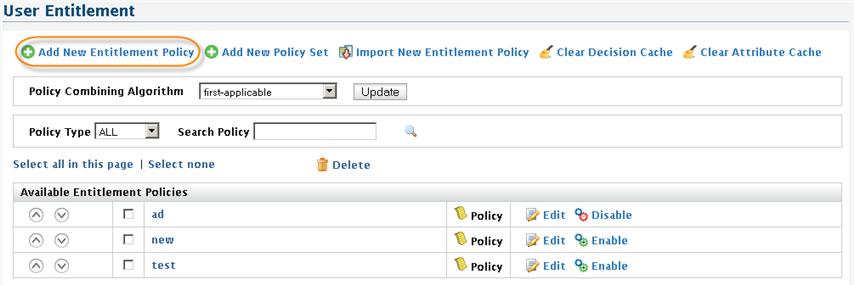 User Entitlement
Add New Entitlement Policy Add New Policy Set Import New Entitlement Policy Clear Decision Cache Clear Attribute Cache
Policy Combining Algorithm first-applicable Update
Policy Type ALL Search Policy
Select all in this page | Select none Delete
Available Entitlement Policies
ad Policy Edit Disable
new Policy Edit Enable
test Policy Edit Enable